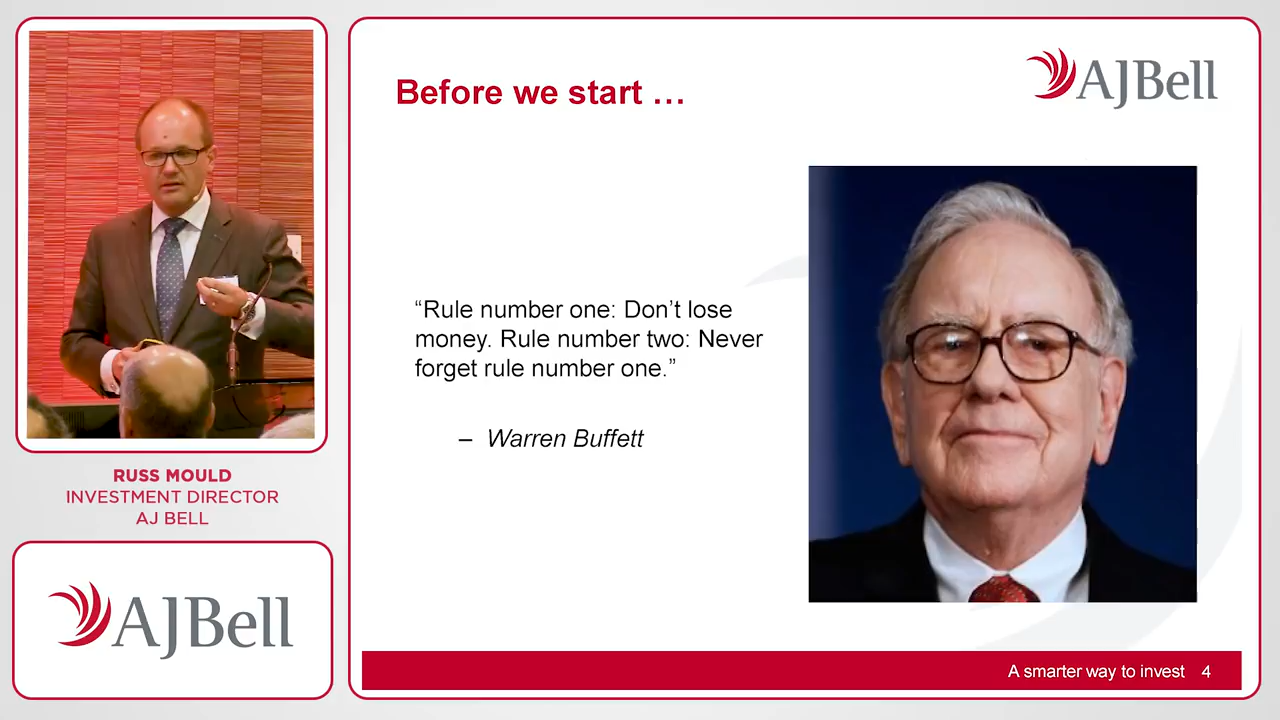 RUSS MOULD
INVESTMENT DIRECTOR
AJ BELL
AJBell
Before we start …
AJBell
“Rule number one: Don’t lose
money. Rule number two: Never
forget rule number one.”
– Warren Buffett
A smarter way to invest 4